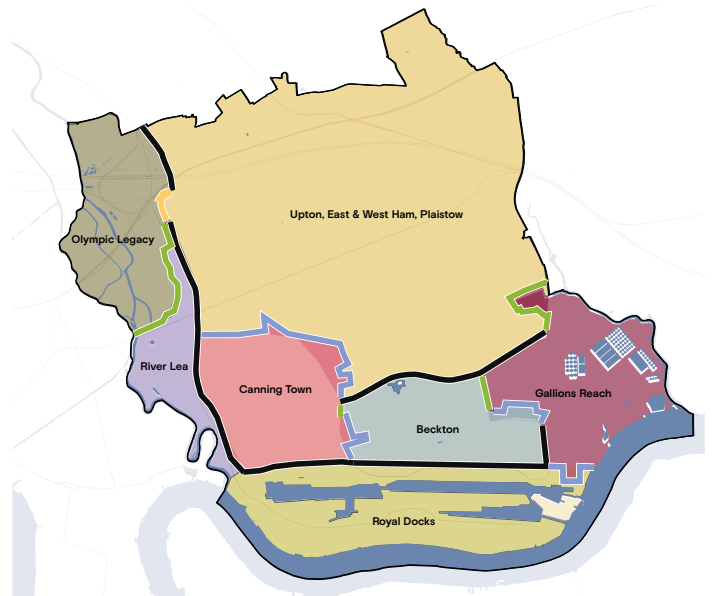 Upton, East & West Ham, Plaistow
Olympic Legacy
River Lea
Canning Town
Gallions Reach
Beckton
Royal Docks